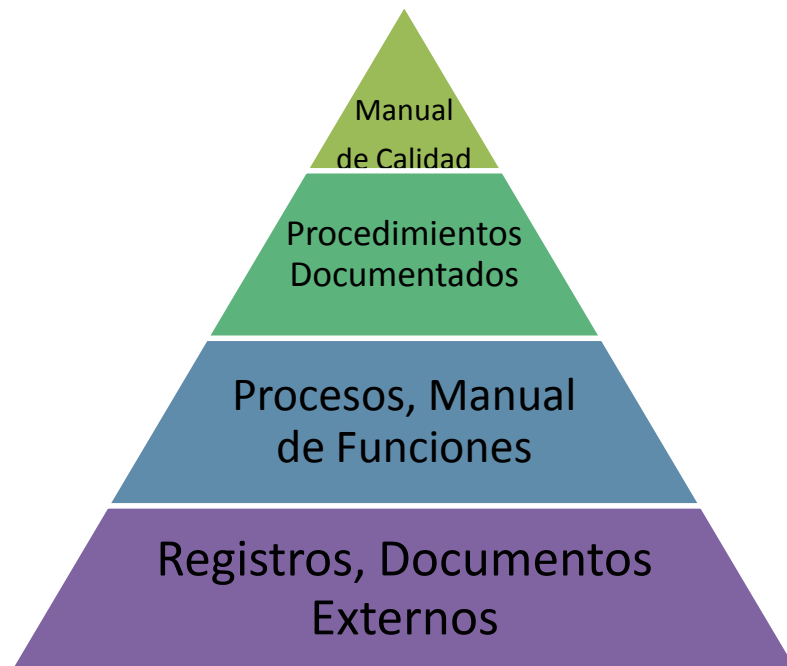 Manual
de Calidad
Procedimientos
Documentados
Procesos, Manual
de Funciones
Registros, Documentos
Externos